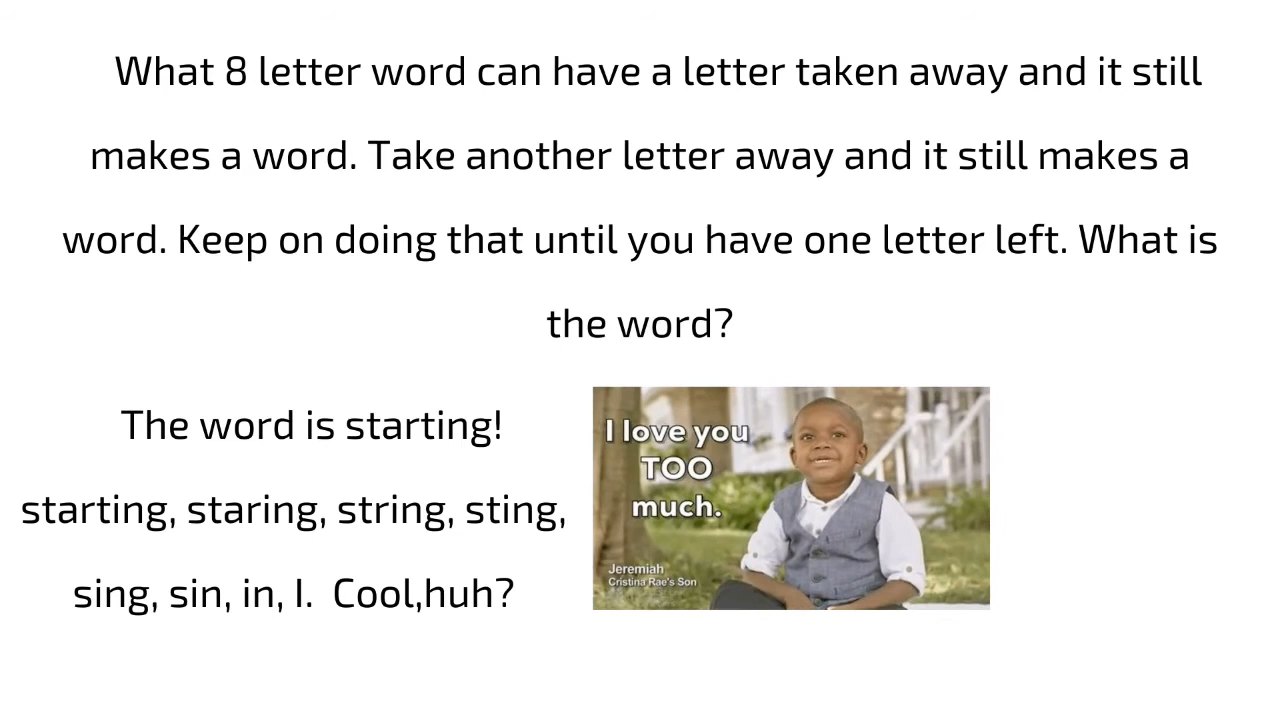 What 8 letter word can have a letter taken away and it still
makes a word. Take another letter away and it still makes a
word. Keep on doing that until you have one letter left. What is
the word?
The word is starting!
starting, staring, string, sting,
sing, sin, in, I.  Cool,huh?
I love you
TOO
much.
Jeremiah
Cristina Rae's Son